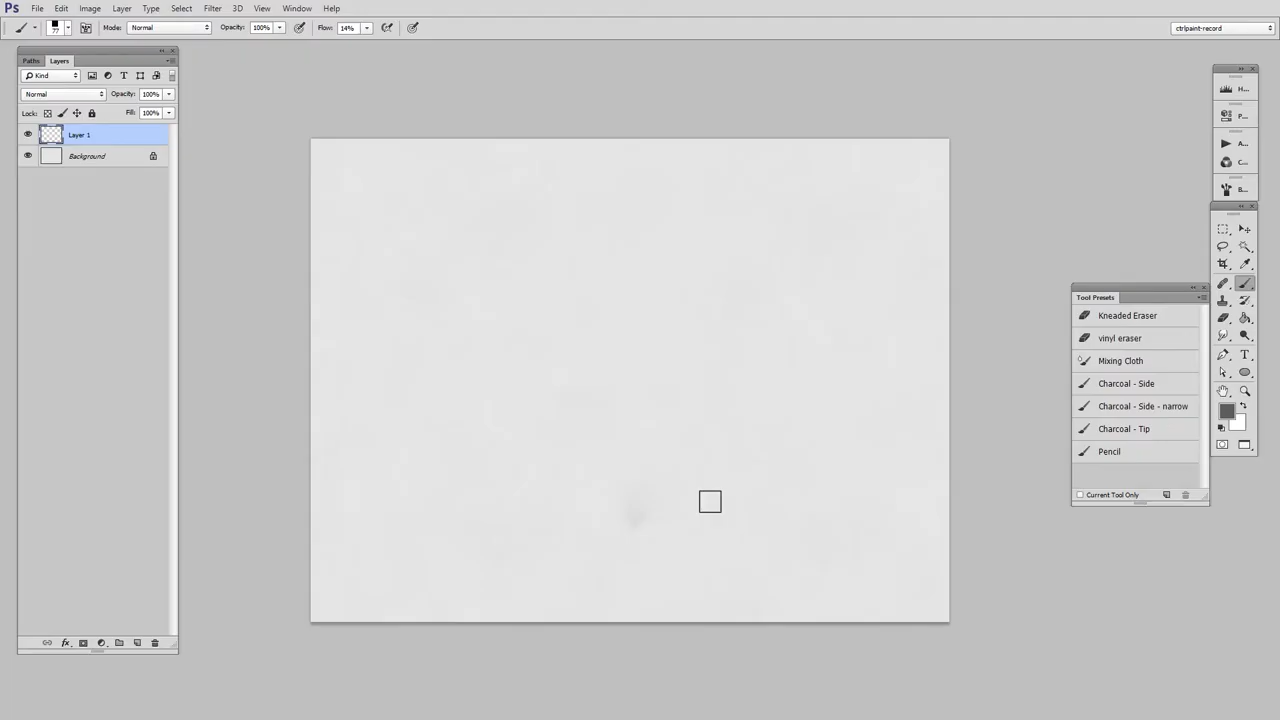 Ps File Edit Image Layer Type Select Filter 3D View Window Help
77 Mode: Normal Opacity: 100% Flow: 14% ctrlpaint-record
Paths Layers
Kind
Normal Opacity: 100%
Lock: Fill: 100%
Layer 1
Background
H...
P...
A...
C...
B...
Tool Presets
Kneaded Eraser
vinyl eraser
Mixing Cloth
Charcoal - Side
Charcoal - Side - narrow
Charcoal - Tip
Pencil
Current Tool Only